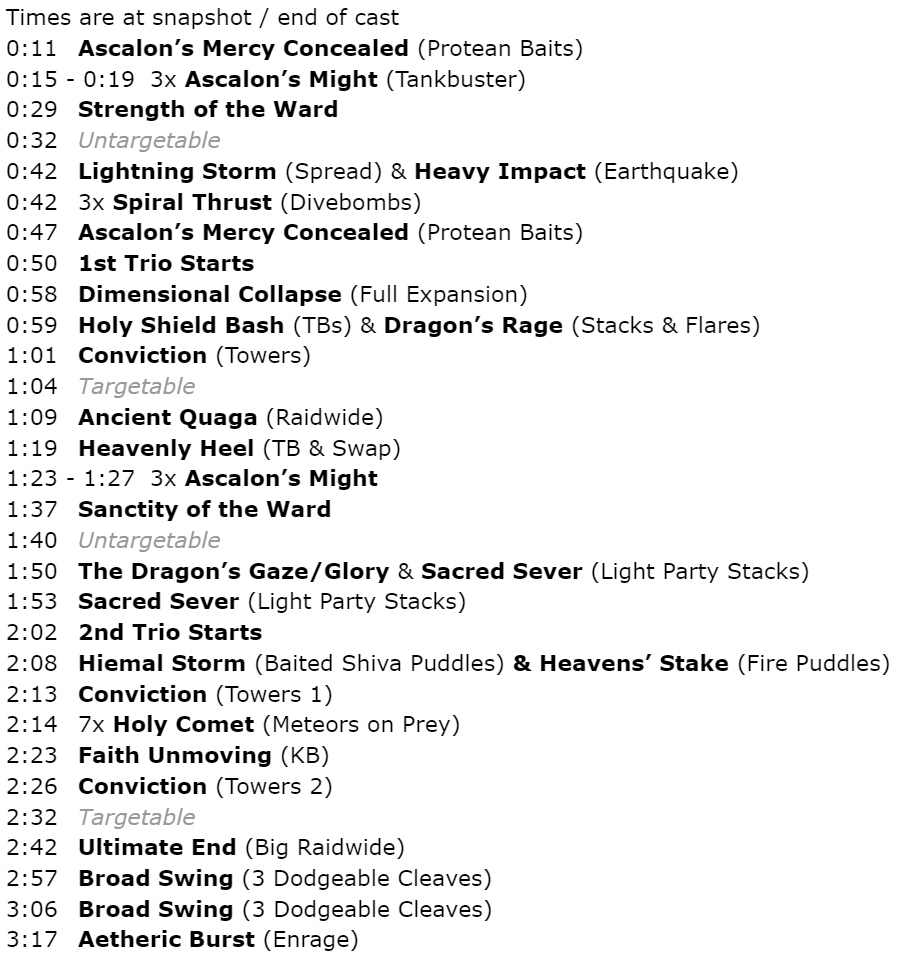 Times are at snapshot / end of cast
0:11 Ascalon’s Mercy Concealed (Protean Baits)
0:15 - 0:19 3x Ascalon’s Might (Tankbuster)
0:29 Strength of the Ward
0:32 Untargetable
0:42 Lightning Storm (Spread) & Heavy Impact (Earthquake)
0:42 3x Spiral Thrust (Divebombs)
0:47 Ascalon’s Mercy Concealed (Protean Baits)
0:50 1st Trio Starts
0:58 Dimensional Collapse (Full Expansion)
0:59 Holy Shield Bash (TBs) & Dragon’s Rage (Stacks & Flares)
1:01 Conviction (Towers)
1:04 Targetable
1:09 Ancient Quaga (Raidwide)
1:19 Heavenly Heel (TB & Swap)
1:23 - 1:27 3x Ascalon’s Might
1:37 Sanctity of the Ward
1:40 Untargetable
1:50 The Dragon’s Gaze/Glory & Sacred Sever (Light Party Stacks)
1:53 Sacred Sever (Light Party Stacks)
2:02 2nd Trio Starts
2:08 Hiemal Storm (Baited Shiva Puddles) & Heavens’ Stake (Fire Puddles)
2:13 Conviction (Towers 1)
2:14 7x Holy Comet (Meteors on Prey)
2:23 Faith Unmoving (KB)
2:26 Conviction (Towers 2)
2:32 Targetable
2:42 Ultimate End (Big Raidwide)
2:57 Broad Swing (3 Dodgeable Cleaves)
3:06 Broad Swing (3 Dodgeable Cleaves)
3:17 Aetheric Burst (Enrage)